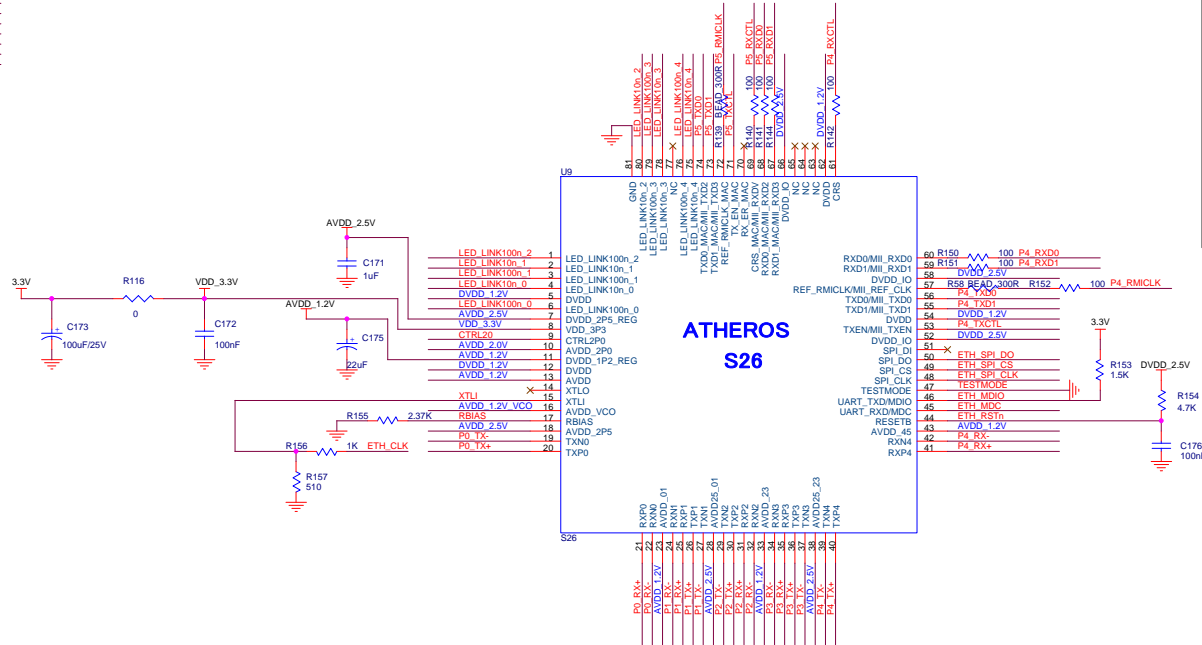 LED_LINK10n_2
LED_LINK100n_3
LED_LINK10n_3
LED_LINK100n_4
LED_LINK10n_4
P5_TXD0
P5_TXD1
R139 BEAD_300R P5_RMICLK
P5_TXCTL
R140 100 P5_RXCTL
R141 100 P5_RXD0
R144 100 P5_RXD1
DVDD_2.5V
DVDD_1.2V
R142 100 P4_RXCTL
81 80 79 78 77 76 75 74 73 72 71 70 69 68 67 66 65 64 63 62 61
U9
GND
LED_LINK10n_2
LED_LINK100n_3
LED_LINK10n_3
NC
LED_LINK100n_4
LED_LINK10n_4
TXD0_MAC/MII_TXD2
TXD1_MAC/MII_TXD3
REF_RMICLK_MAC
TX_EN_MAC
RX_ER_MAC
CRS_MAC/MII_RXDV
RXD0_MAC/MII_RXD2
RXD1_MAC/MII_RXD3
DVDD_IO
NC
NC
NC
DVDD
CRS
AVDD_2.5V
C171
1uF
3.3V
R116
0
VDD_3.3V
AVDD_1.2V
C173
100uF/25V
C172
100nF
C175
22uF
LED_LINK100n_2 1 LED_LINK100n_2
LED_LINK10n_1 2 LED_LINK10n_1
LED_LINK100n_1 3 LED_LINK100n_1
LED_LINK10n_0 4 LED_LINK10n_0
DVDD_1.2V 5 DVDD
LED_LINK100n_0 6 LED_LINK100n_0
AVDD_2.5V 7 DVDD_2P5_REG
VDD_3.3V 8 VDD_3P3
CTRL20 9 CTRL2P0
AVDD_2.0V 10 AVDD_2P0
AVDD_1.2V 11 DVDD_1P2_REG
DVDD_1.2V 12 DVDD
AVDD_1.2V 13 AVDD
14 XTLO
XTLI 15 XTLI
AVDD_1.2V_VCO 16 AVDD_VCO
RBIAS 17 RBIAS
AVDD_2.5V 18 AVDD_2P5
P0_TX- 19 TXN0
P0_TX+ 20 TXP0
R155 2.37K
R156 1K ETH_CLK
R157
510
ATHEROS
S26
RXD0/MII_RXD0 60 R150 100 P4_RXD0
RXD1/MII_RXD1 59 R151 100 P4_RXD1
DVDD_IO 58 DVDD_2.5V
REF_RMICLK/MII_REF_CLK 57 R58 BEAD_300R R152 100 P4_RMICLK
TXD0/MII_TXD0 56 P4_TXD0
TXD1/MII_TXD1 55 P4_TXD1
DVDD 54 DVDD_1.2V
TXEN/MII_TXEN 53 P4_TXCTL
DVDD_IO 52 DVDD_2.5V
SPI_DI 51
SPI_DO 50 ETH_SPI_DO
SPI_CS 49 ETH_SPI_CS
SPI_CLK 48 ETH_SPI_CLK
TESTMODE 47 TESTMODE
UART_TXD/MDIO 46 ETH_MDIO
UART_RXD/MDC 45 ETH_MDC
RESETB 44 ETH_RSTn
AVDD_45 43 AVDD_1.2V
RXN4 42 P4_RX-
RXP4 41 P4_RX+
3.3V
R153
1.5K
DVDD_2.5V
R154
4.7K
C176
RXP0
RXN0
AVDD_01
RXN1
RXP1
TXP1
TXN1
AVDD25_01
TXN2
TXP2
RXP2
RXN2
AVDD_23
RXN3
RXP3
TXP3
TXN3
AVDD25_23
TXN4
TXP4
S26
21 22 23 24 25 26 27 28 29 30 31 32 33 34 35 36 37 38 39 40
P0_RX+
P0_RX-
AVDD_1.2V
P1_RX-
P1_RX+
P1_TX+
P1_TX-
AVDD_2.5V
P2_TX-
P2_TX+
P2_RX+
P2_RX-
AVDD_1.2V
P3_RX-
P3_RX+
P3_TX+
P3_TX-
AVDD_2.5V
P4_TX-
P4_TX+